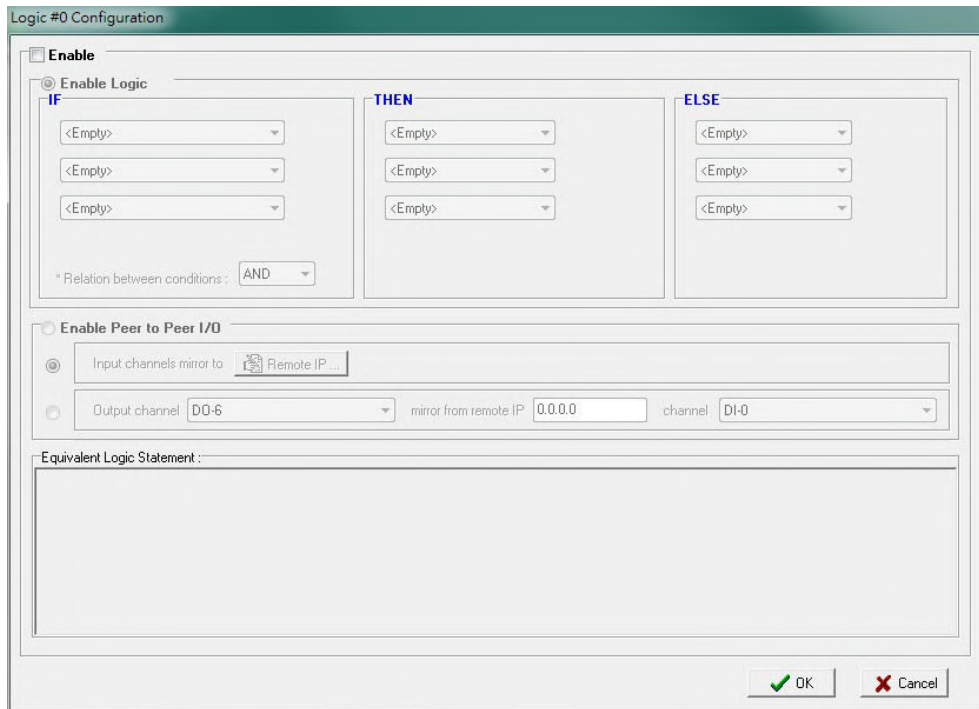 Logic #0 Configuration
Enable
Enable Logic
IF
THEN
ELSE
<Empty>
<Empty>
<Empty>
<Empty>
<Empty>
<Empty>
<Empty>
<Empty>
<Empty>
* Relation between conditions : AND
Enable Peer to Peer I/O
Input channels mirror to Remote IP ...
Output channel DO-6 mirror from remote IP 0.0.0.0 channel DI-0
Equivalent Logic Statement :
OK
Cancel